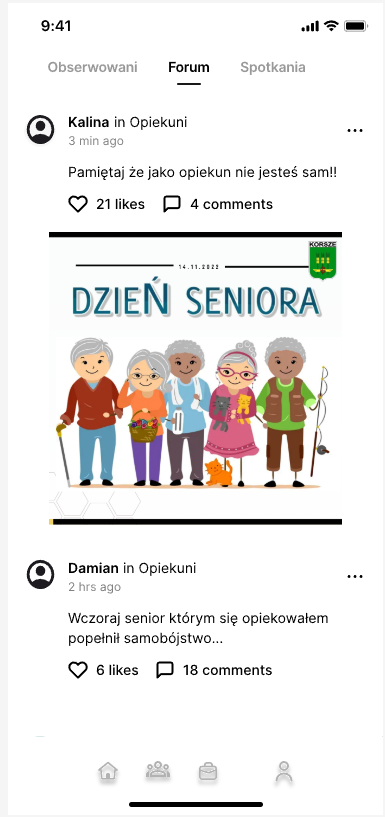 9:41
Obserwowani Forum Spotkania
Kalina in Opiekuni
3 min ago
Pamiętaj że jako opiekun nie jesteś sam!!
21 likes 4 comments
KORSZE
14.11.2023
DZIEŃ SENIORA
Damian in Opiekuni
2 hrs ago
Wczoraj senior którym się opiekowałem
popełnił samobójstwo...
6 likes 18 comments